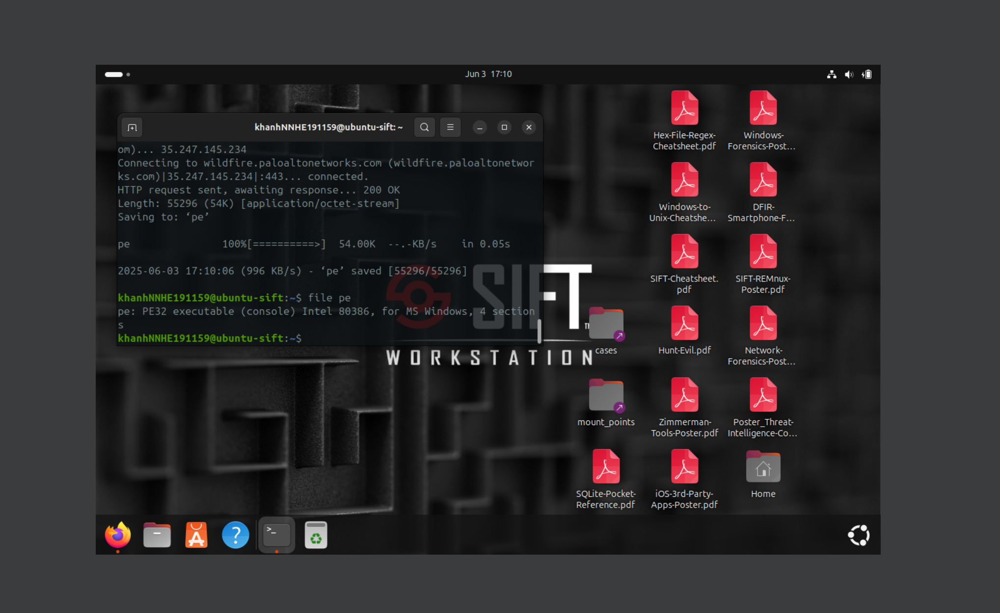 Jun 3 17:10
khanhNNHE191159@ubuntu-sift: ~
om)... 35.247.145.234
Connecting to wildfire.paloaltonetworks.com (wildfire.paloaltonetwor
ks.com)|35.247.145.234|:443... connected.
HTTP request sent, awaiting response... 200 OK
Length: 55296 (54K) [application/octet-stream]
Saving to: ‘pe’
pe 100%[==========>] 54.00K --.-KB/s in 0.05s
2025-06-03 17:10:06 (996 KB/s) - ‘pe’ saved [55296/55296]
khanhNNHE191159@ubuntu-sift:~$ file pe
pe: PE32 executable (console) Intel 80386, for MS Windows, 4 section
s
khanhNNHE191159@ubuntu-sift:~$
SIFT
WORKSTATION
Hex-File-Regex-
Cheatsheet.pdf
Windows-
Forensics-Post...
Windows-to-
Unix-Cheatshe...
DFIR-
Smartphone-F...
SIFT-Cheatsheet.
pdf
SIFT-REMnux-
Poster.pdf
cases
Hunt-Evil.pdf
Network-
Forensics-Post...
mount_points
Zimmerman-
Tools-Poster.pdf
Poster_Threat-
Intelligence-Co...
SQLite-Pocket-
Reference.pdf
iOS-3rd-Party-
Apps-Poster.pdf
Home